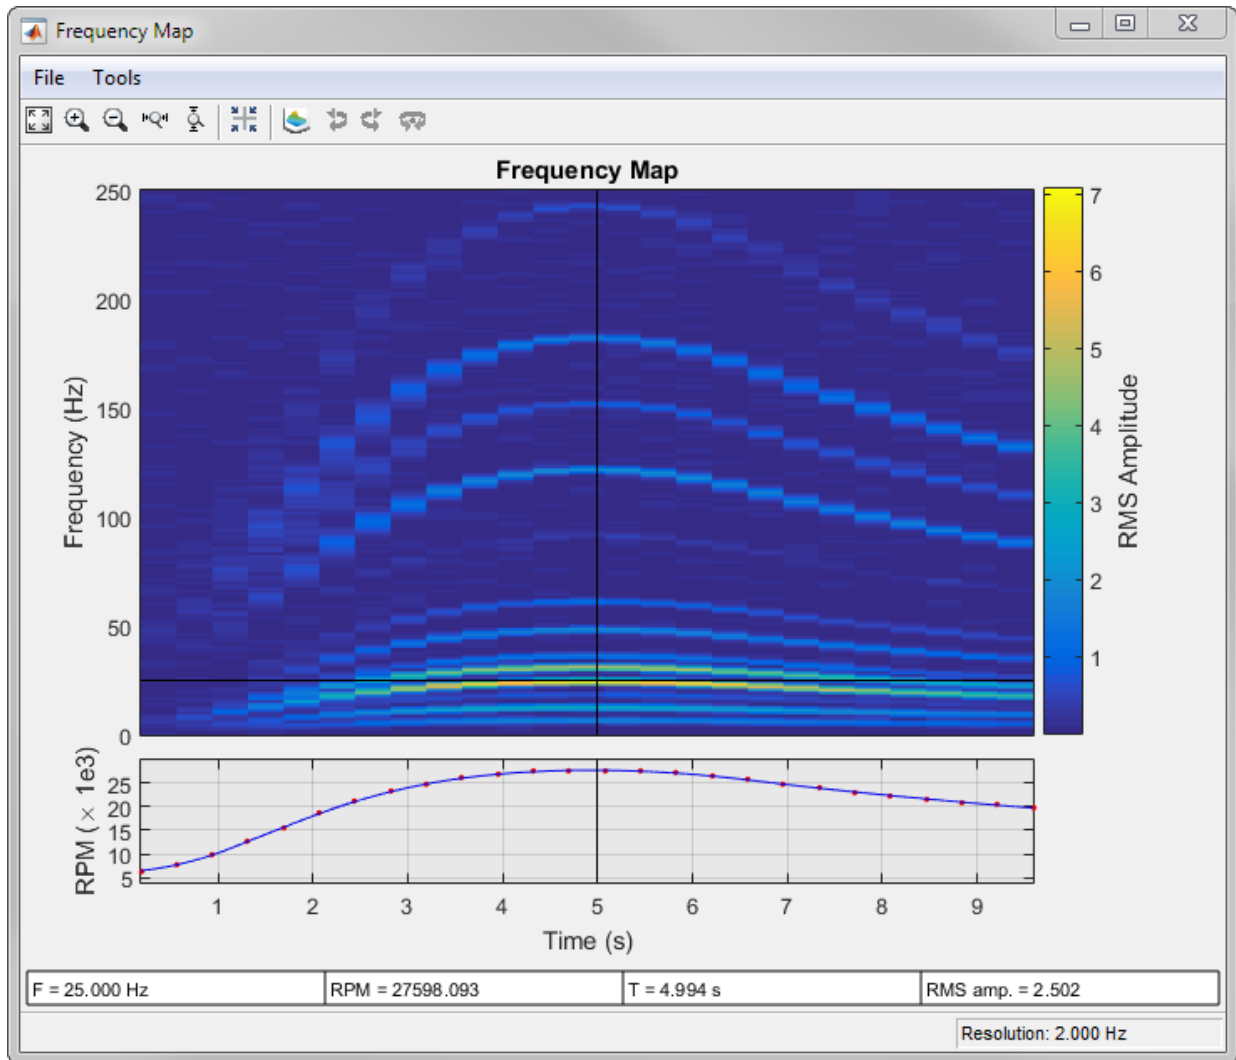 Frequency Map
File Tools
Frequency Map
250
200
150
100
50
0
Frequency (Hz)
7
6
5
4
3
2
1
RMS Amplitude
25
20
15
10
5
RPM ( × 1e3)
1 2 3 4 5 6 7 8 9
Time (s)
F = 25.000 Hz RPM = 27598.093 T = 4.994 s RMS amp. = 2.502
Resolution: 2.000 Hz